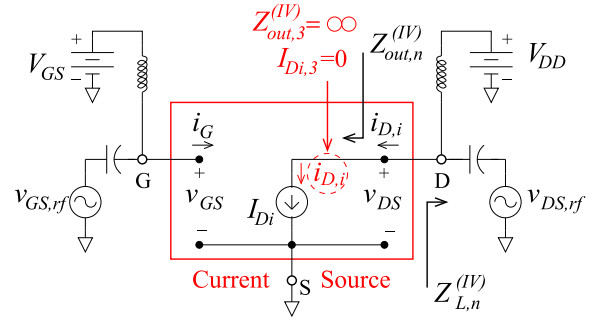 Z_{out,3}^{(IV)} = ∞
I_{Di,3}=0
Z_{out,n}^{(IV)}
+
V_{GS}
−
+
V_{DD}
−
i_G
i_{D,i}
G
D
+
i_{D,i}
+
v_{GS,rf}
v_{GS}
I_{Di}
v_{DS}
v_{DS,rf}
−
−
Current Source
S
Z_{L,n}^{(IV)}